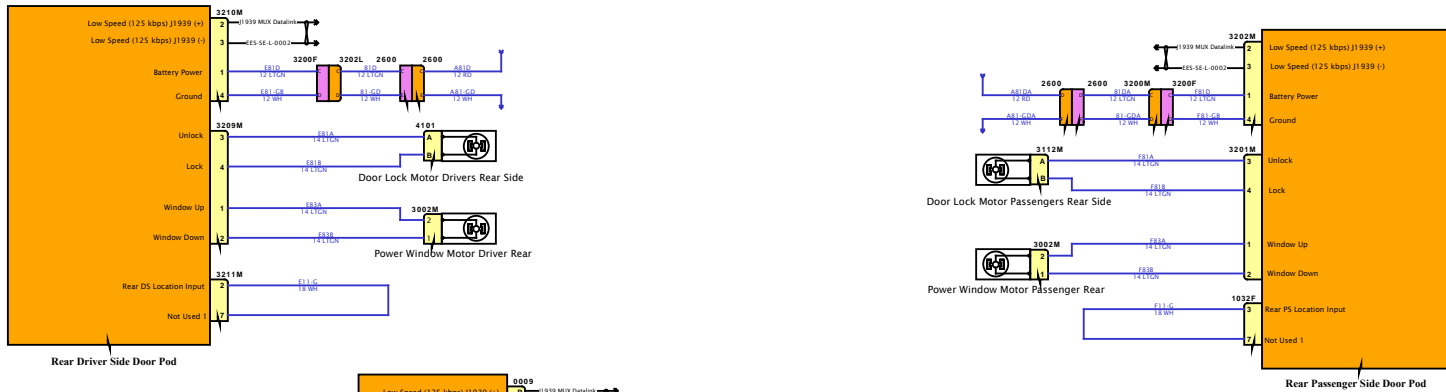 3210M
Low Speed (125 kbps) J1939 (+)
2
J1939 MUX Datalink
Low Speed (125 kbps) J1939 (-)
3
EES-SE-L-0002
3200F 3202L 2600 2600
Battery Power
1
E81D
12 LTGN
C C
81D
12 LTGN
C C
A81D
12 RD
Ground
4
E81-GB
12 WH
D D
81-GD
12 WH
A81-GD
12 WH
3209M
Unlock
3
E81A
14 LTGN
4101
A
Lock
4
E81B
14 LTGN
B
Door Lock Motor Drivers Rear Side
Window Up
1
E83A
14 LTGN
3002M
2
Window Down
2
E83B
14 LTGN
1
Power Window Motor Driver Rear
3211M
Rear DS Location Input
2
E11-G
18 WH
Not Used 1
7
Rear Driver Side Door Pod
0009
Low Speed (125 kbps) J1939 (+)
B
J1939 MUX Datalink
3202M
J1939 MUX Datalink
2
Low Speed (125 kbps) J1939 (+)
EES-SE-L-0002
3
Low Speed (125 kbps) J1939 (-)
2600 2600 3200M 3200F
A81DA
12 RD
D D
81DA
12 LTGN
C C
F81D
12 LTGN
1
Battery Power
A81-GDA
12 WH
81-GDA
12 WH
D D
F81-GB
12 WH
4
Ground
3112M
A
F81A
14 LTGN
3201M
3
Unlock
B
F81B
14 LTGN
4
Lock
Door Lock Motor Passengers Rear Side
3002M
2
F83A
14 LTGN
1
Window Up
1
F83B
14 LTGN
2
Window Down
Power Window Motor Passenger Rear
1032F
F11-G
18 WH
3
Rear PS Location Input
7
Not Used 1
Rear Passenger Side Door Pod